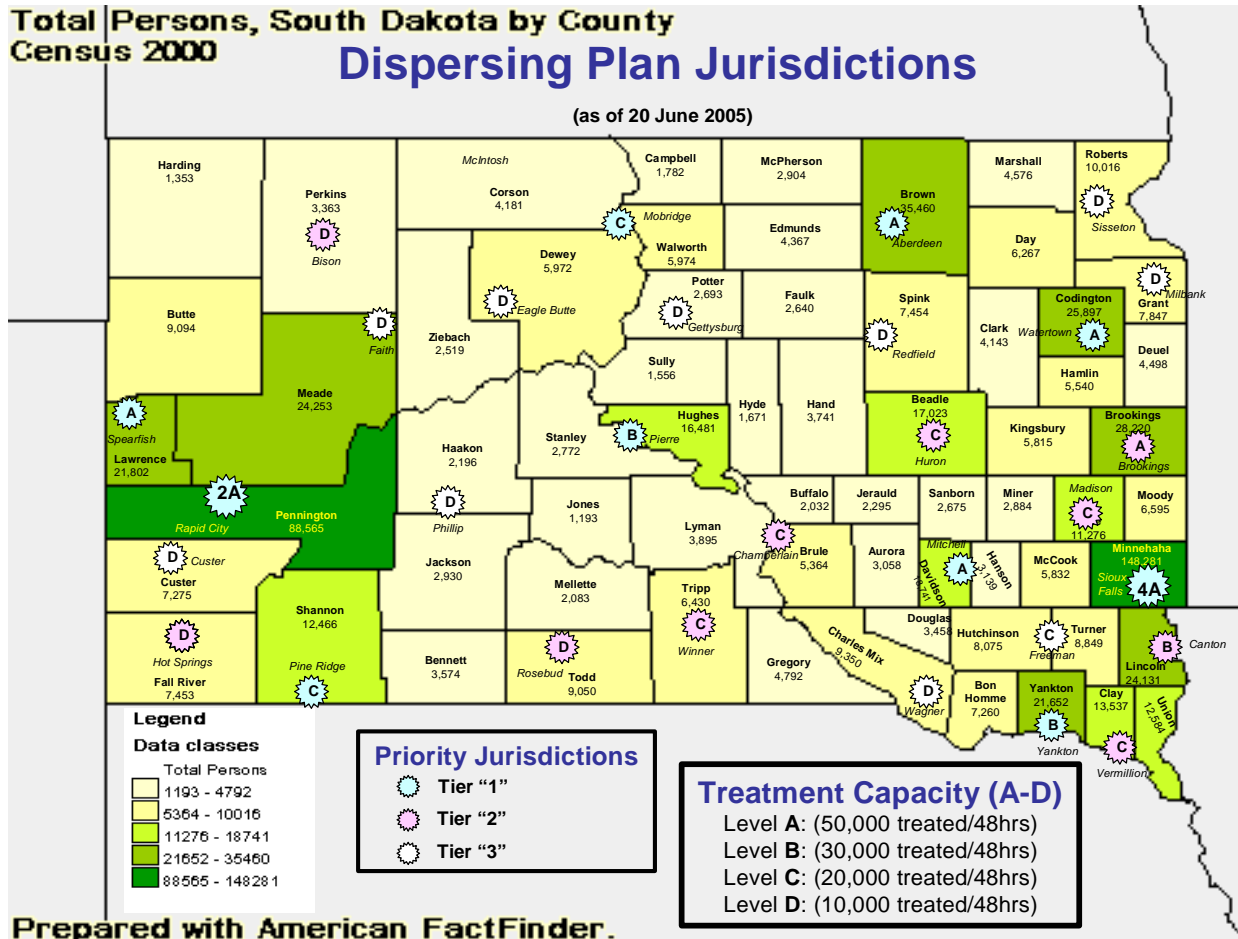 Total Persons, South Dakota by County
Census 2000
Dispersing Plan Jurisdictions
(as of 20 June 2005)
Harding
1,353
Perkins
3,363
D
Bison
McIntosh
Corson
4,181
Campbell
1,782
McPherson
2,904
Brown
35,460
A
Aberdeen
Marshall
4,576
Roberts
10,016
D
Sisseton
C
Mobridge
Walworth
5,974
Edmunds
4,367
Day
6,267
Dewey
5,972
D
Eagle Butte
Butte
9,094
D
Faith
Ziebach
2,519
Potter
2,693
D
Gettysburg
Faulk
2,640
Spink
7,454
D
Redfield
Clark
4,143
Codington
25,897
Watertown
A
D
Milbank
Grant
7,847
Deuel
4,498
Hamlin
5,540
Meade
24,253
A
Spearfish
Lawrence
21,802
Sully
1,556
Hyde
1,671
Hand
3,741
Beadle
17,023
C
Huron
Kingsbury
5,815
Brookings
28,220
A
Brookings
Haakon
2,196
Stanley
2,772
Hughes
16,481
B
Pierre
2A
Rapid City
Pennington
88,565
D
Phillip
Jones
1,193
Lyman
3,895
Buffalo
2,032
Jerauld
2,295
Sanborn
2,675
Miner
2,884
Madison
C
11,276
Moody
6,595
D
Custer
Custer
7,275
Jackson
2,930
Mellette
2,083
C
Chamberlain
Brule
5,364
Aurora
3,058
Mitchell
A
Davidson
18,741
Hanson
3,139
McCook
5,832
Minnehaha
148,281
Sioux
Falls
4A
Shannon
12,466
Pine Ridge
C
D
Hot Springs
Fall River
7,453
Bennett
3,574
D
Rosebud
Todd
9,050
Tripp
6,430
C
Winner
Gregory
4,792
Charles Mix
9,350
D
Wagner
Douglas
3,458
Hutchinson
8,075
C
Freeman
Turner
8,849
B
Canton
Lincoln
24,131
Bon
Homme
7,260
Yankton
21,652
B
Yankton
Clay
13,537
C
Vermillion
Union
12,584
Legend
Data classes
Total Persons
1193 - 4792
5364 - 10016
11276 - 18741
21652 - 35460
88565 - 148281
Priority Jurisdictions
Tier “1”
Tier “2”
Tier “3”
Treatment Capacity (A-D)
Level A: (50,000 treated/48hrs)
Level B: (30,000 treated/48hrs)
Level C: (20,000 treated/48hrs)
Level D: (10,000 treated/48hrs)
Prepared with American FactFinder.